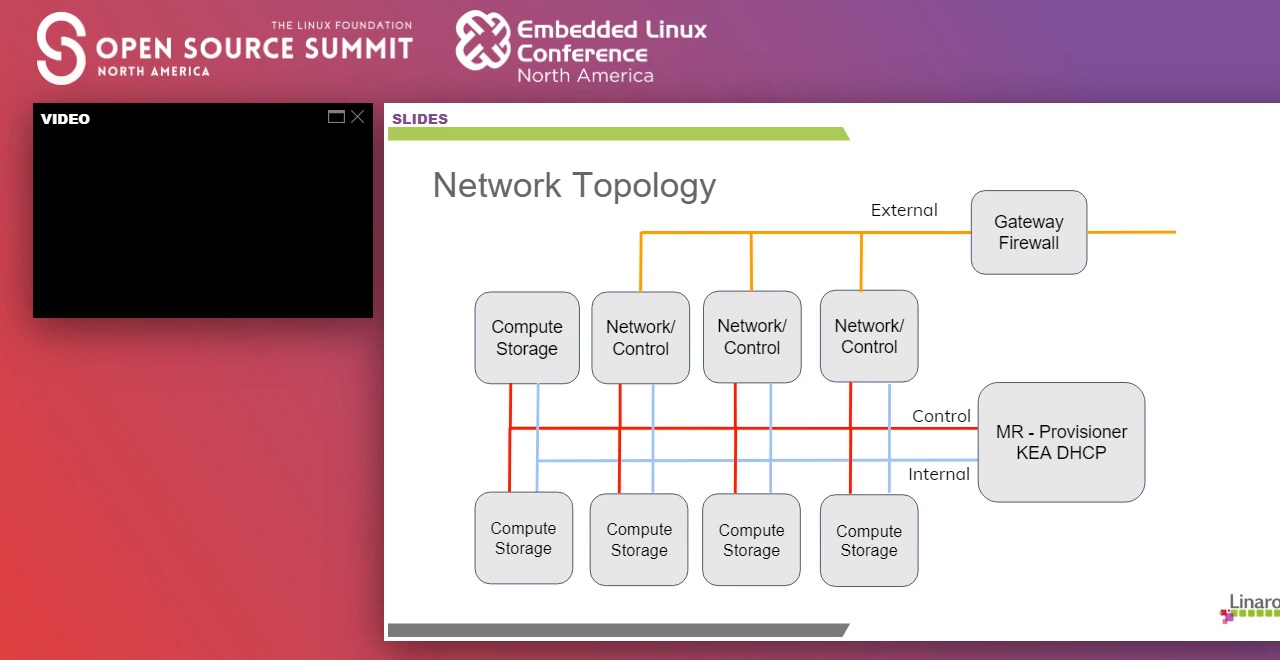 THE LINUX FOUNDATION
OPEN SOURCE SUMMIT
NORTH AMERICA
Embedded Linux
Conference
North America
VIDEO
SLIDES
Network Topology
External
Gateway
Firewall
Compute
Storage
Network/
Control
Network/
Control
Network/
Control
Control
MR - Provisioner
KEA DHCP
Internal
Compute
Storage
Compute
Storage
Compute
Storage
Compute
Storage
Linaro